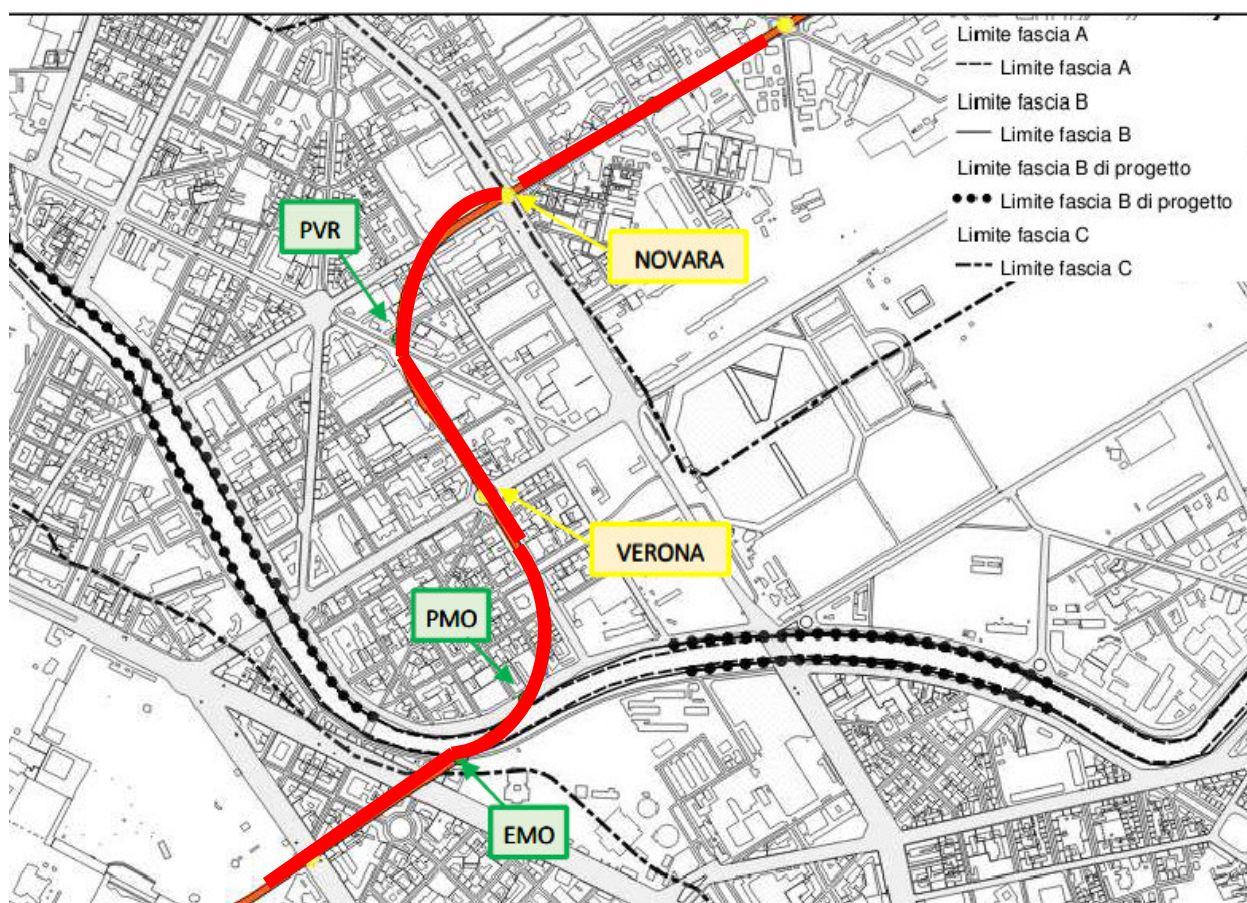 Limite fascia A
Limite fascia A
Limite fascia B
Limite fascia B
Limite fascia B di progetto
Limite fascia B di progetto
Limite fascia C
Limite fascia C
PVR
NOVARA
VERONA
PMO
EMO